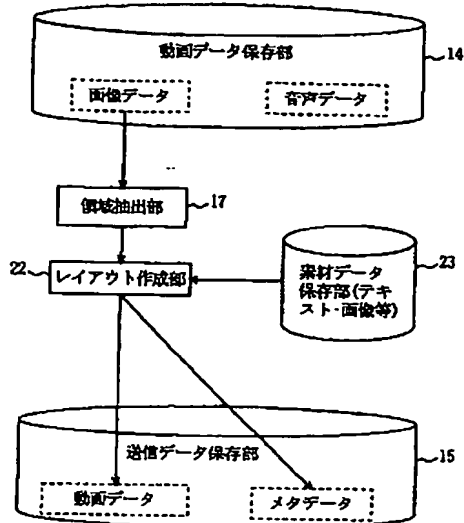 動画データ保存部
14
画像データ
音声データ
領域抽出部
17
22
レイアウト作成部
素材データ
保存部(テキ
スト・画像等)
23
送信データ保存部
15
動画データ
メタデータ